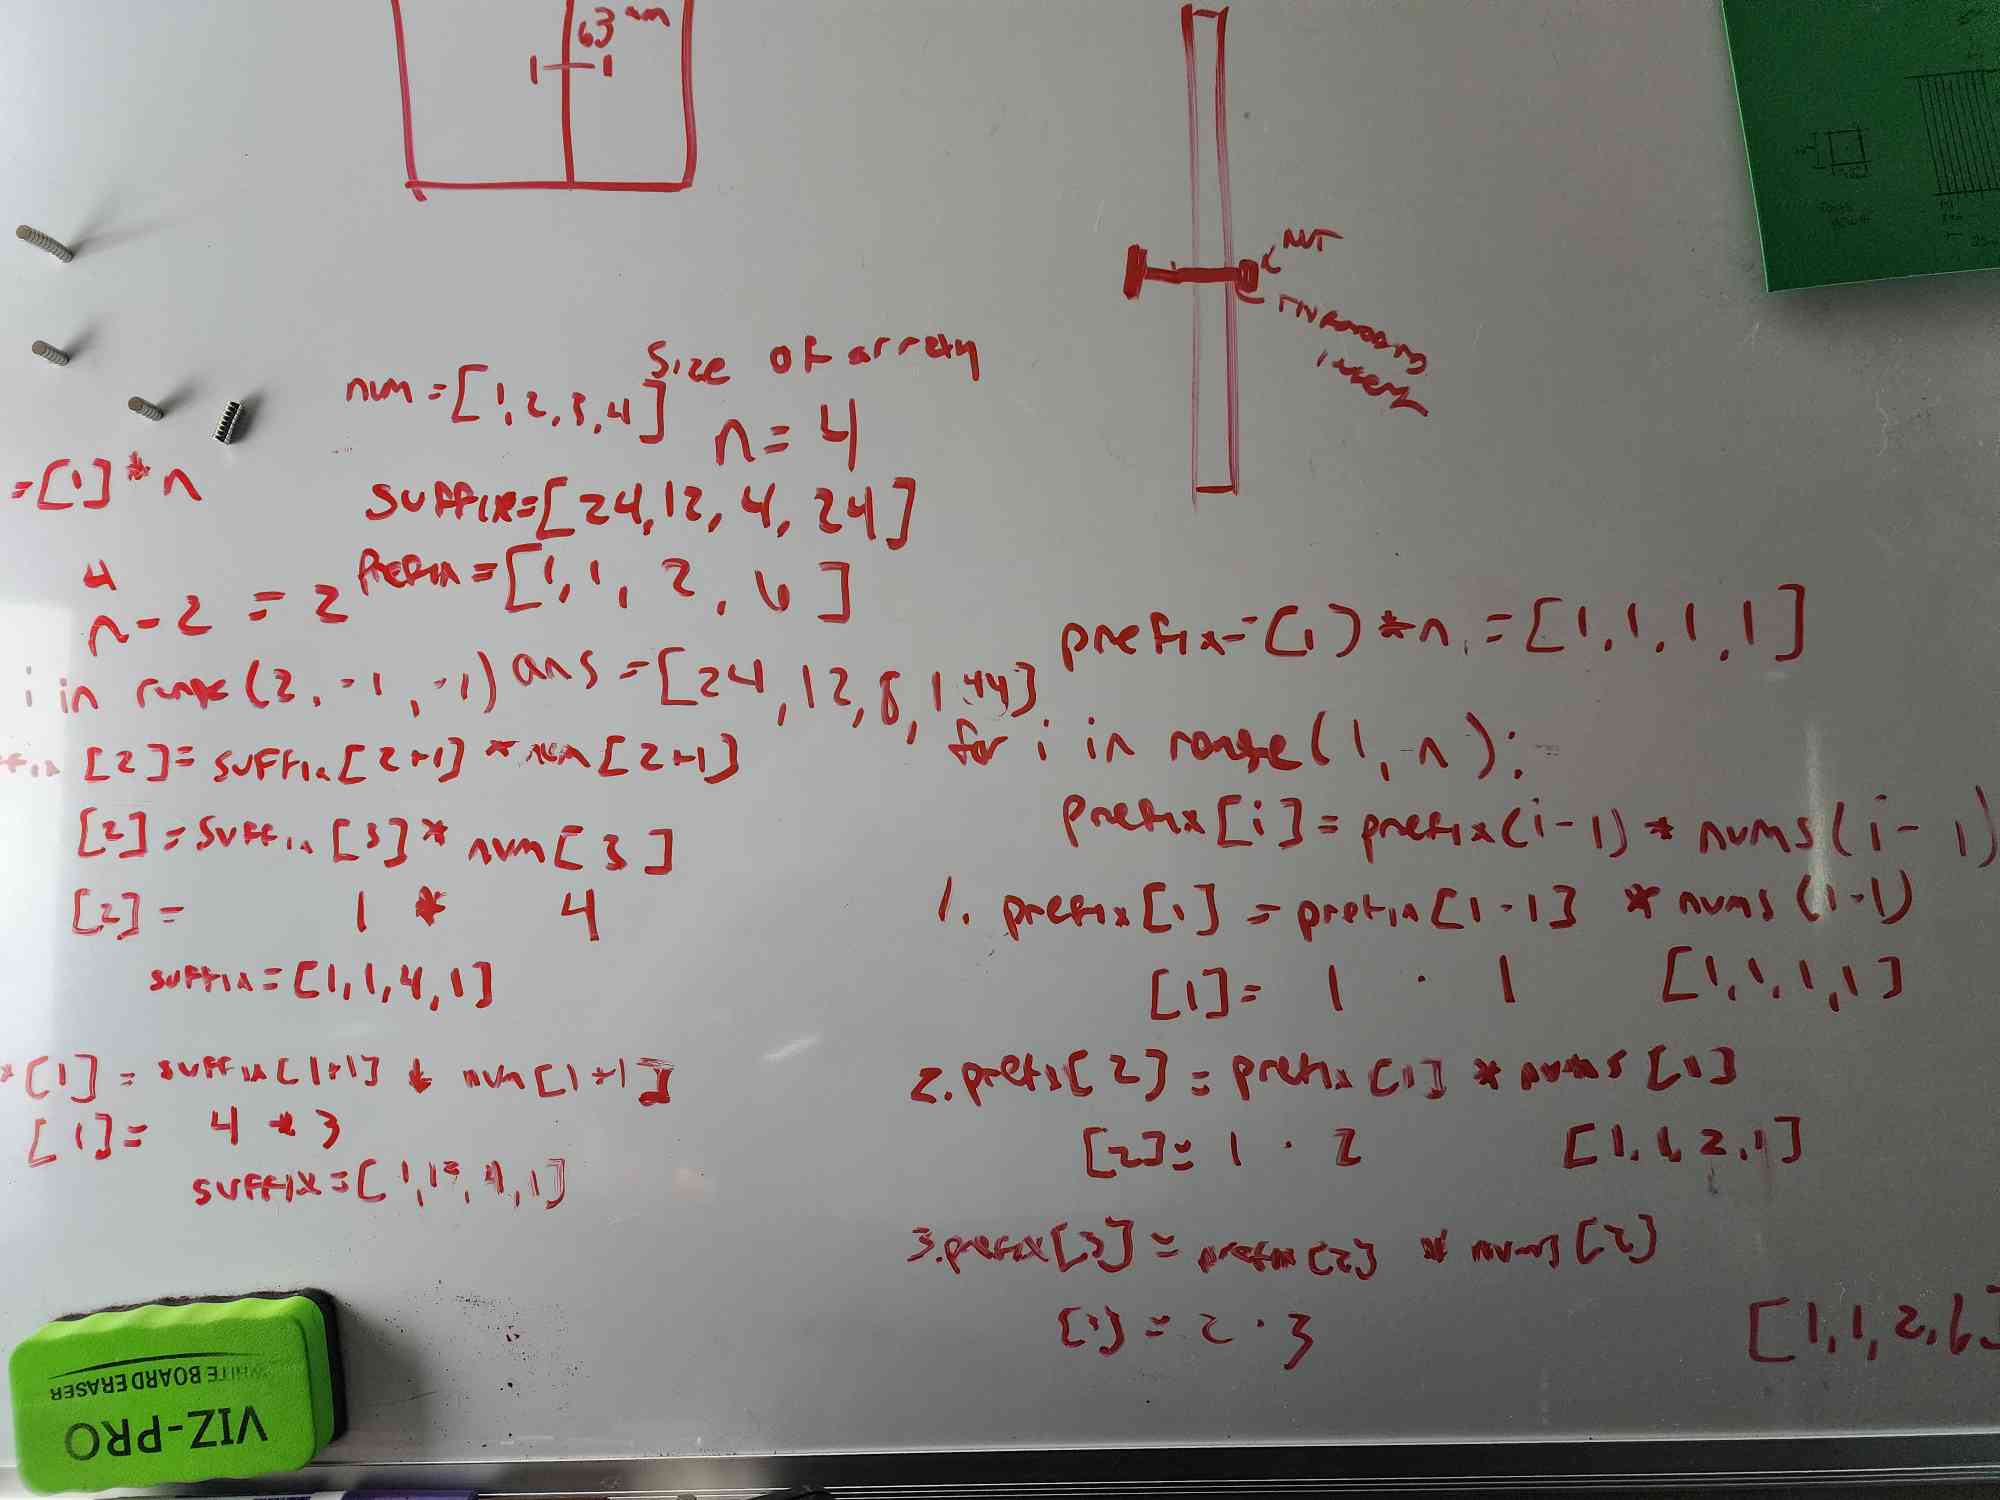 63
NUT
num = [1, 2, 3, 4]
size of array
n = 4
= [1] * n
suffix = [24, 12, 4, 24]
prefix = [1, 1, 2, 6]
4
n - 2 = 2
i in range(2, -1, -1)
ans = [24, 12, 8, 144]
[2] = suffix[2+1] * num[2+1]
[2] = suffix[3] * num[3]
[2] = 1 * 4
suffix = [1, 1, 4, 1]
[1] = suffix[1+1] * num[1+1]
[1] = 4 * 3
suffix = [1, 12, 4, 1]
prefix = [1] * n = [1, 1, 1, 1]
for i in range(1, n):
prefix[i] = prefix(i-1) * nums(i-1)
1. prefix[1] = prefix[1-1] * nums(1-1)
[1] = 1 · 1 [1, 1, 1, 1]
2. prefix[2] = prefix[1] * nums[1]
[2] = 1 · 2 [1, 1, 2, 1]
3. prefix[3] = prefix[2] * nums[2]
[3] = 2 · 3 [1, 1, 2, 6]
WHITE BOARD ERASER
VIZ-PRO